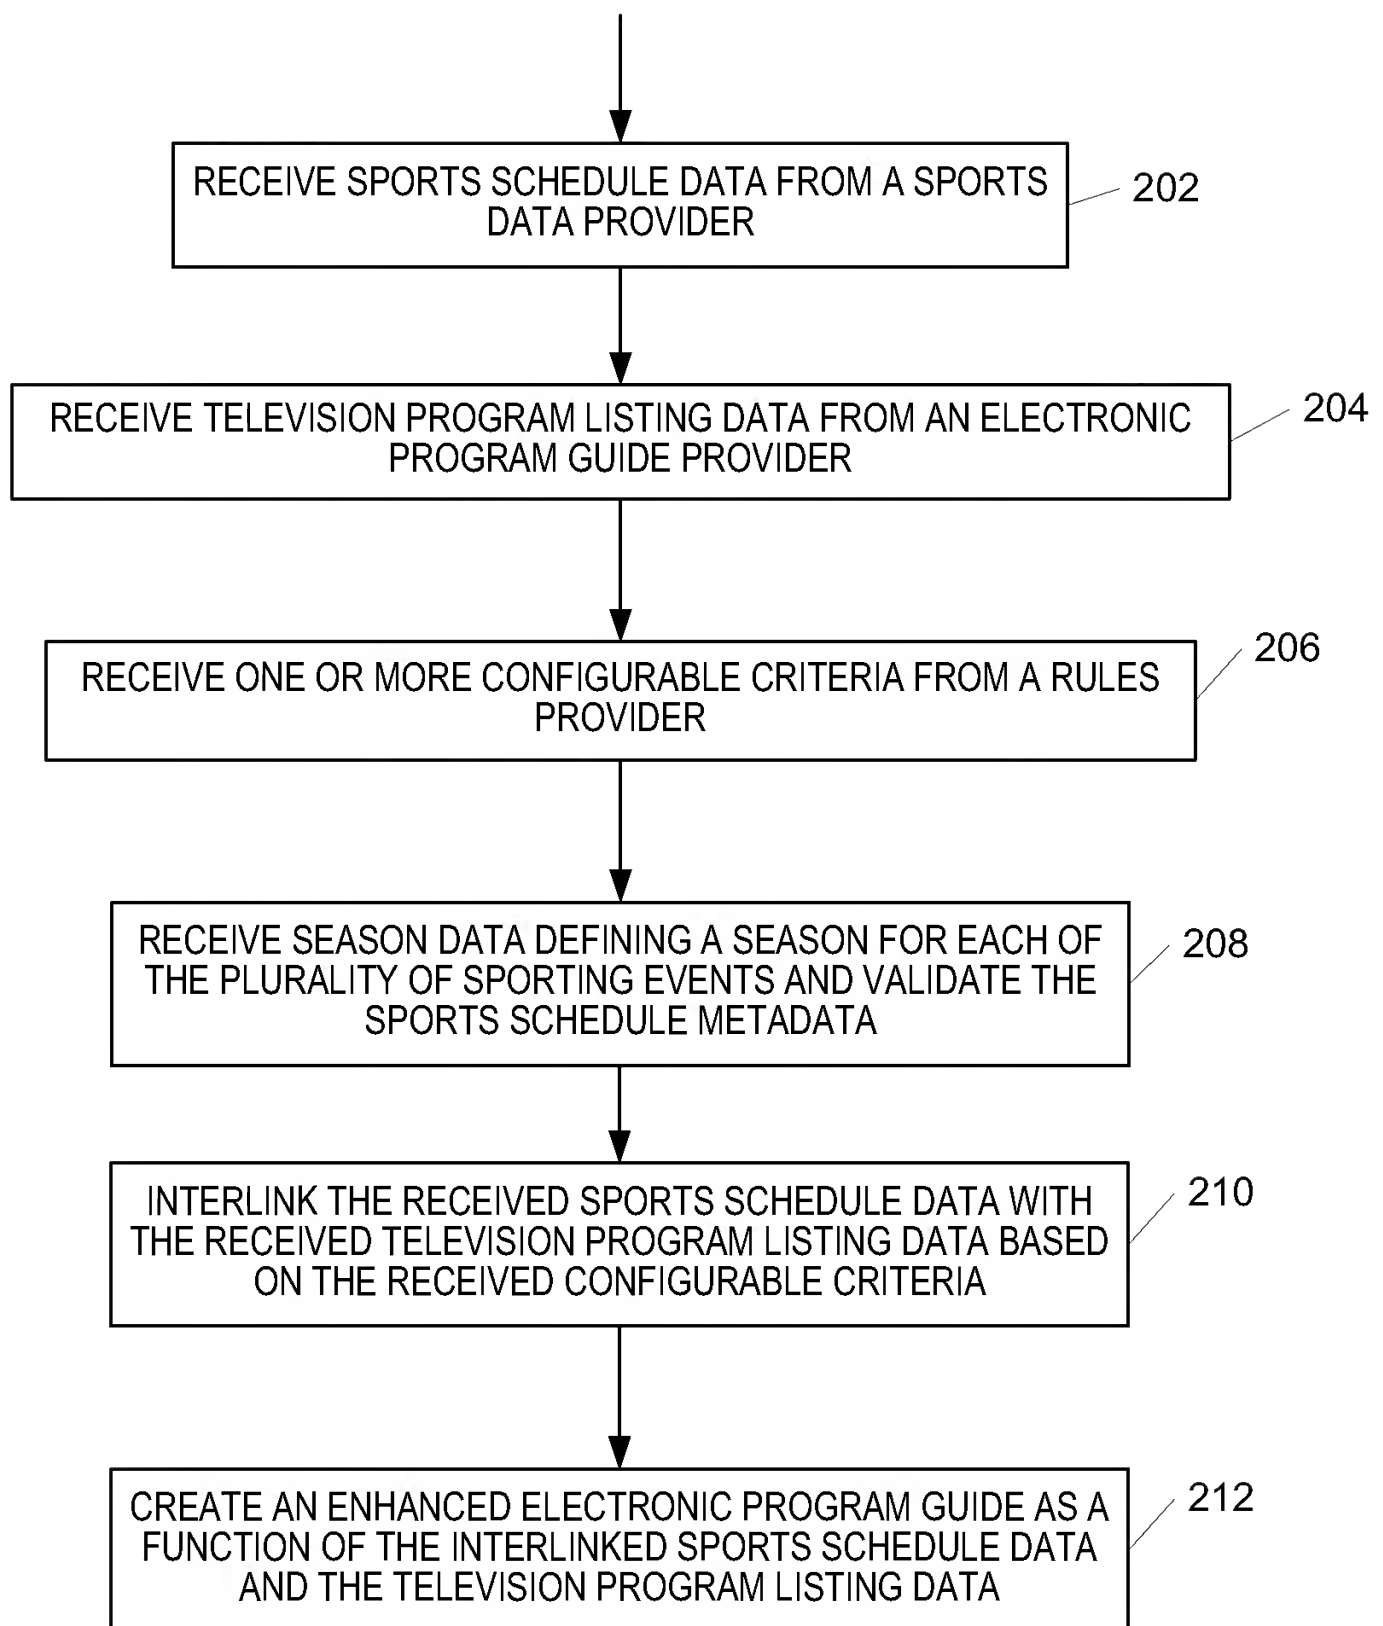 RECEIVE SPORTS SCHEDULE DATA FROM A SPORTS
DATA PROVIDER
202
RECEIVE TELEVISION PROGRAM LISTING DATA FROM AN ELECTRONIC
PROGRAM GUIDE PROVIDER
204
RECEIVE ONE OR MORE CONFIGURABLE CRITERIA FROM A RULES
PROVIDER
206
RECEIVE SEASON DATA DEFINING A SEASON FOR EACH OF
THE PLURALITY OF SPORTING EVENTS AND VALIDATE THE
SPORTS SCHEDULE METADATA
208
INTERLINK THE RECEIVED SPORTS SCHEDULE DATA WITH
THE RECEIVED TELEVISION PROGRAM LISTING DATA BASED
ON THE RECEIVED CONFIGURABLE CRITERIA
210
CREATE AN ENHANCED ELECTRONIC PROGRAM GUIDE AS A
FUNCTION OF THE INTERLINKED SPORTS SCHEDULE DATA
AND THE TELEVISION PROGRAM LISTING DATA
212